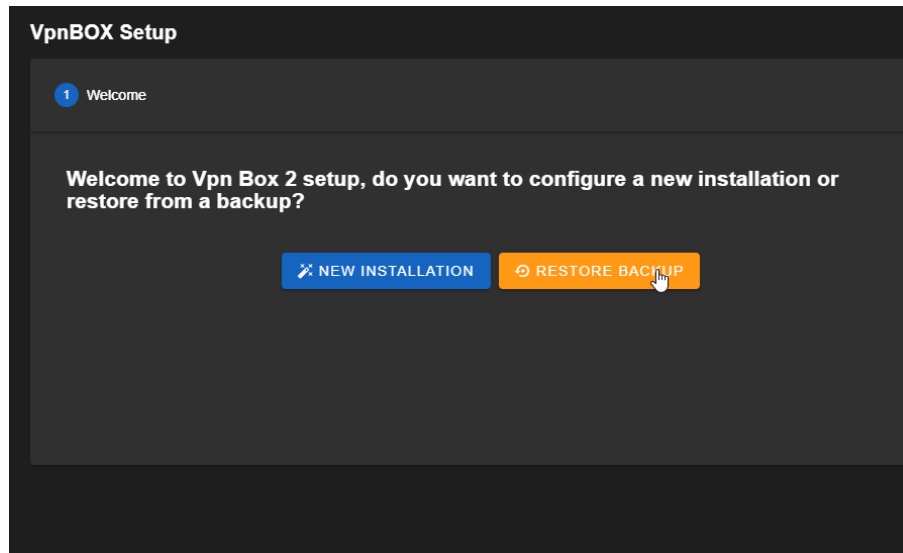 VpnBOX Setup
1 Welcome
Welcome to Vpn Box 2 setup, do you want to configure a new installation or
restore from a backup?
NEW INSTALLATION RESTORE BACKUP